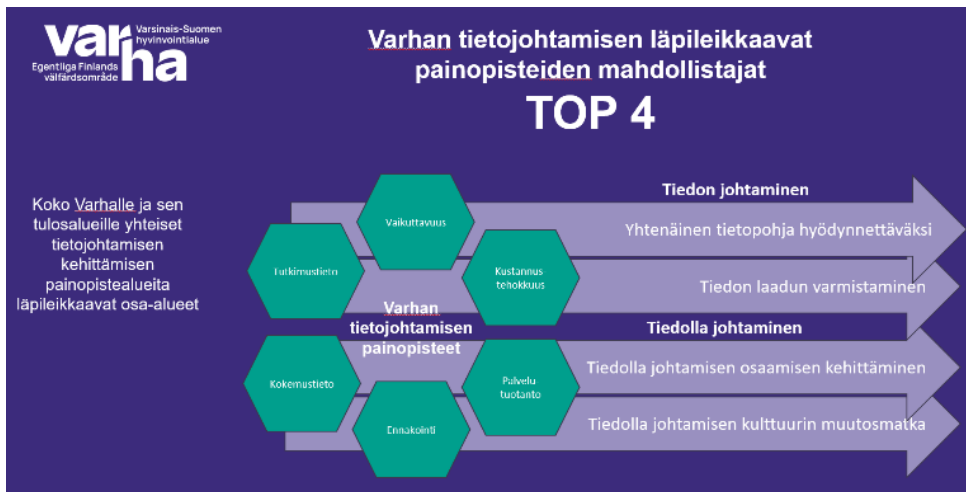 var
ha
Varsinais-Suomen
hyvinvointialue
Egentliga Finlands
välfärdsområde
Varhan tietojohtamisen läpileikkaavat
painopisteiden mahdollistajat
TOP 4
Koko Varhalle ja sen
tulosalueille yhteiset
tietojohtamisen
kehittämisen
painopistealueita
läpileikkaavat osa-alueet
Vaikuttavuus
Tutkimustieto
Kustannus
tehokkuus
Varhan
tietojohtamisen
painopisteet
Kokemustieto
Palvelu
tuotanto
Ennakointi
Tiedon johtaminen
Yhtenäinen tietopohja hyödynnettäväksi
Tiedon laadun varmistaminen
Tiedolla johtaminen
Tiedolla johtamisen osaamisen kehittäminen
Tiedolla johtamisen kulttuurin muutosmatka